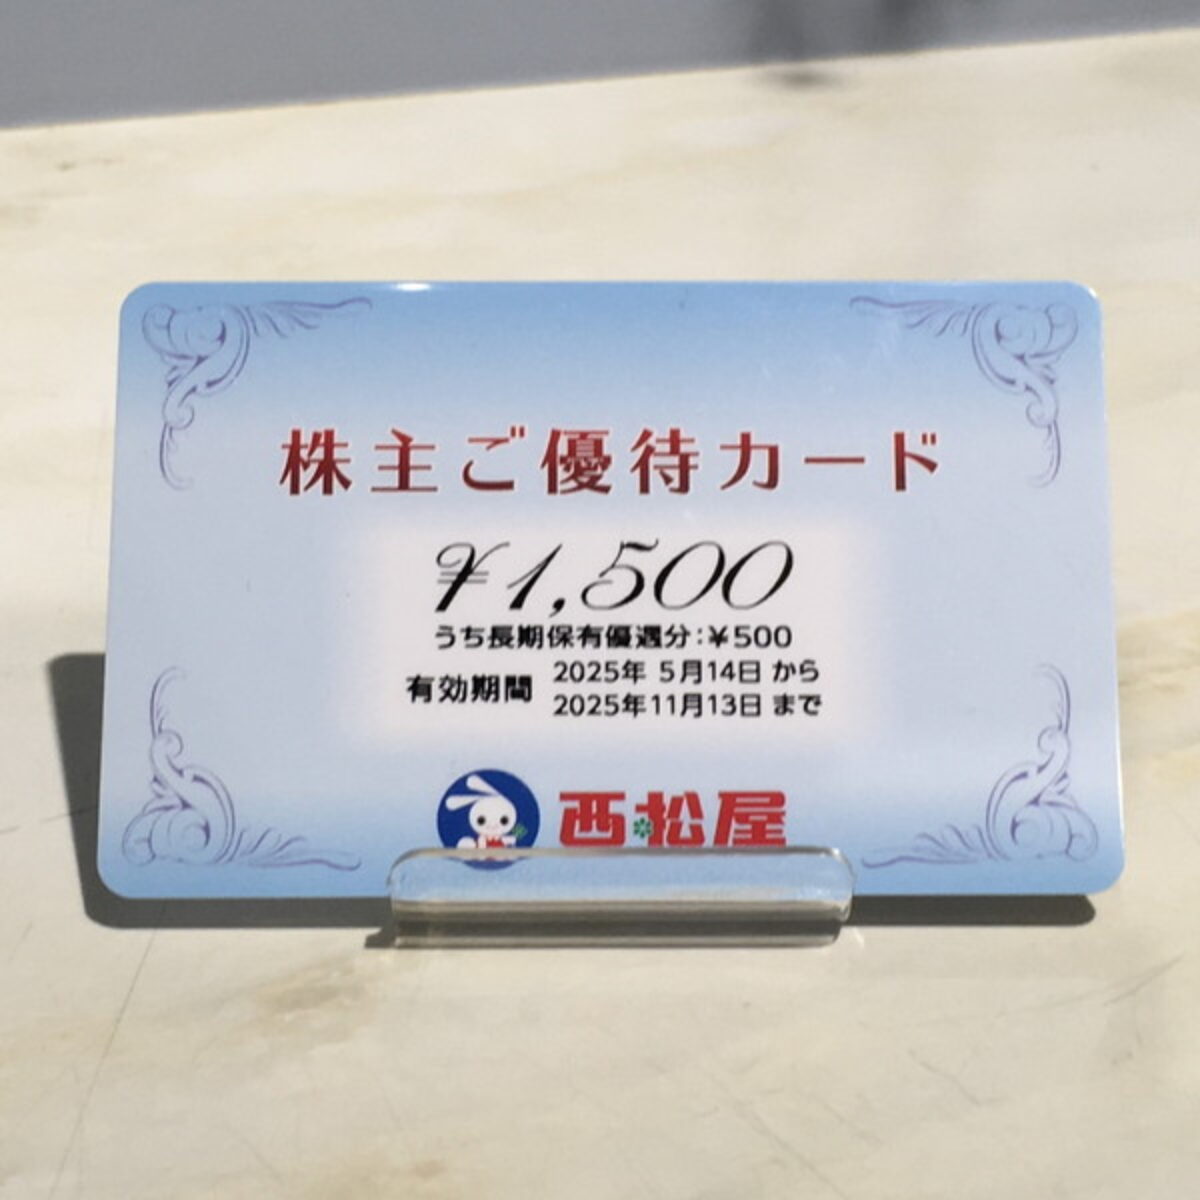 株主ご優待カード
¥1,500
うち長期保有優遇分:¥500
有効期間
2025年 5月14日 から
2025年11月13日 まで
西松屋